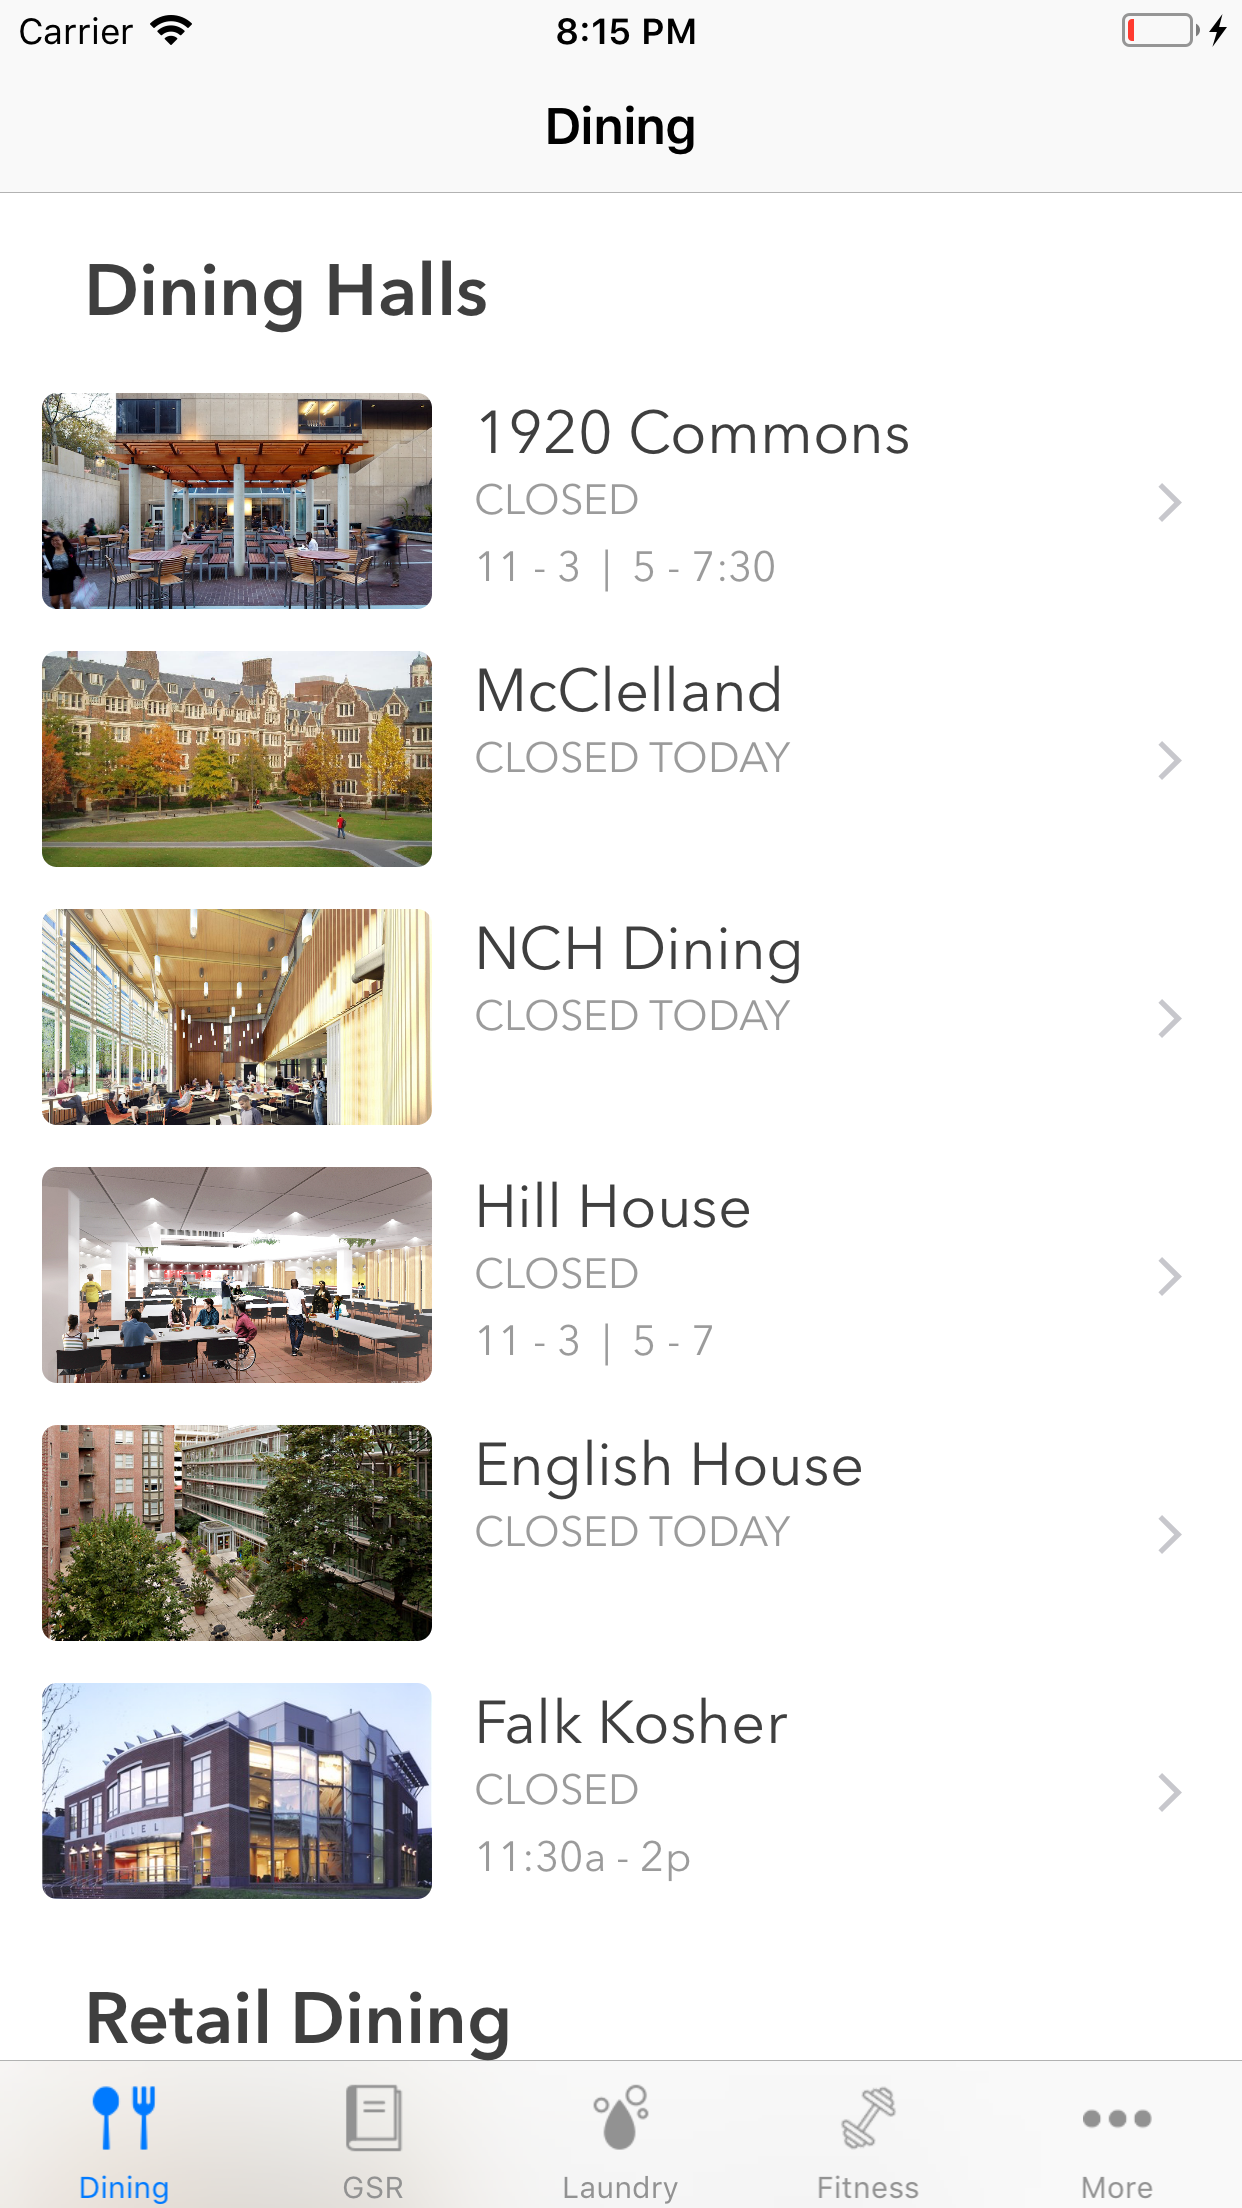 Carrier
8:15 PM
Dining
Dining Halls
1920 Commons
CLOSED
11 - 3 | 5 - 7:30
McClelland
CLOSED TODAY
NCH Dining
CLOSED TODAY
Hill House
CLOSED
11 - 3 | 5 - 7
English House
CLOSED TODAY
HILLEL
Falk Kosher
CLOSED
11:30a - 2p
Retail Dining
Dining
GSR
Laundry
Fitness
More